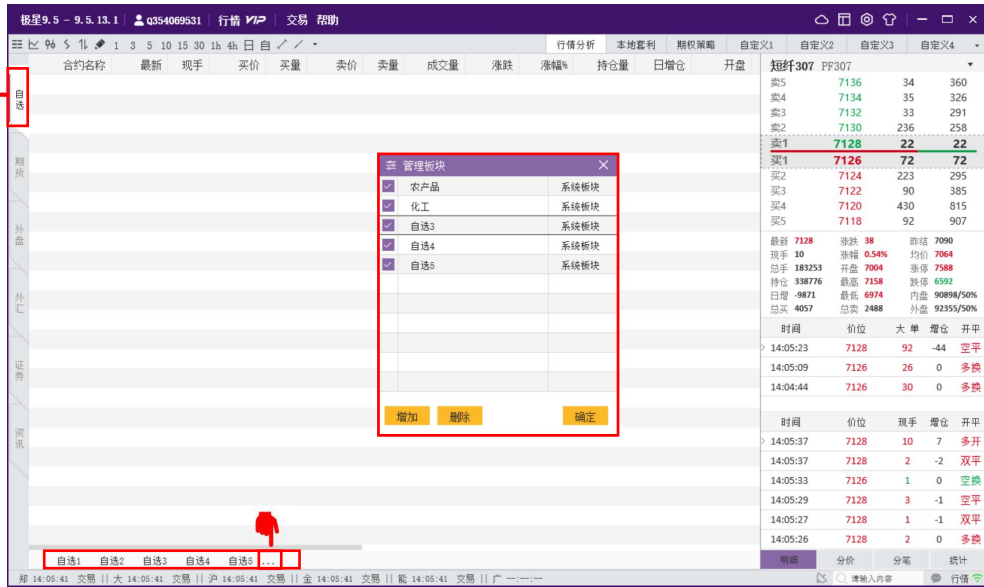 极星9.5 - 9.5.13.1 Q354069531 行情 VIP 交易 帮助
1 3 5 10 15 30 1h 4h 日 自 行情分析 本地套利 期权策略 自定义1 自定义2 自定义3 自定义4
合约名称 最新 现手 买价 买量 卖价 卖量 成交量 涨跌 涨幅% 持仓量 日增仓 开盘
自选
期货
外盘
外汇
证券
资讯
管理板块
农产品 系统板块
化工 系统板块
自选3 系统板块
自选4 系统板块
自选5 系统板块
增加 删除 确定
短纤307 PF307
卖5 7136 34 360
卖4 7134 35 326
卖3 7132 33 291
卖2 7130 236 258
卖1 7128 22 22
买1 7126 72 72
买2 7124 223 295
买3 7122 90 385
买4 7120 430 815
买5 7118 92 907
最新 7128 涨跌 38 昨结 7090
现手 10 涨幅 0.54% 均价 7064
总手 183253 开盘 7004 涨停 7588
持仓 338776 最高 7158 跌停 6592
日增 -9871 最低 6974 内盘 90898/50%
总买 4057 总卖 2488 外盘 92355/50%
时间 价位 大 单 增仓 开平
14:05:23 7128 92 -44 空平
14:05:09 7126 26 0 多换
14:04:44 7126 30 0 多换
时间 价位 现手 增仓 开平
14:05:37 7128 10 7 多开
14:05:37 7128 2 -2 双平
14:05:33 7126 1 0 空换
14:05:29 7128 3 -1 空平
14:05:27 7128 1 -1 双平
14:05:26 7128 2 0 多换
自选1 自选2 自选3 自选4 自选5 ...
明细 分价 分笔 统计
郑 14:05:41 交易 || 大 14:05:41 交易 || 沪 14:05:41 交易 || 金 14:05:41 交易 || 能 14:05:41 交易 || 广 --:--:-- 请输入内容 行情